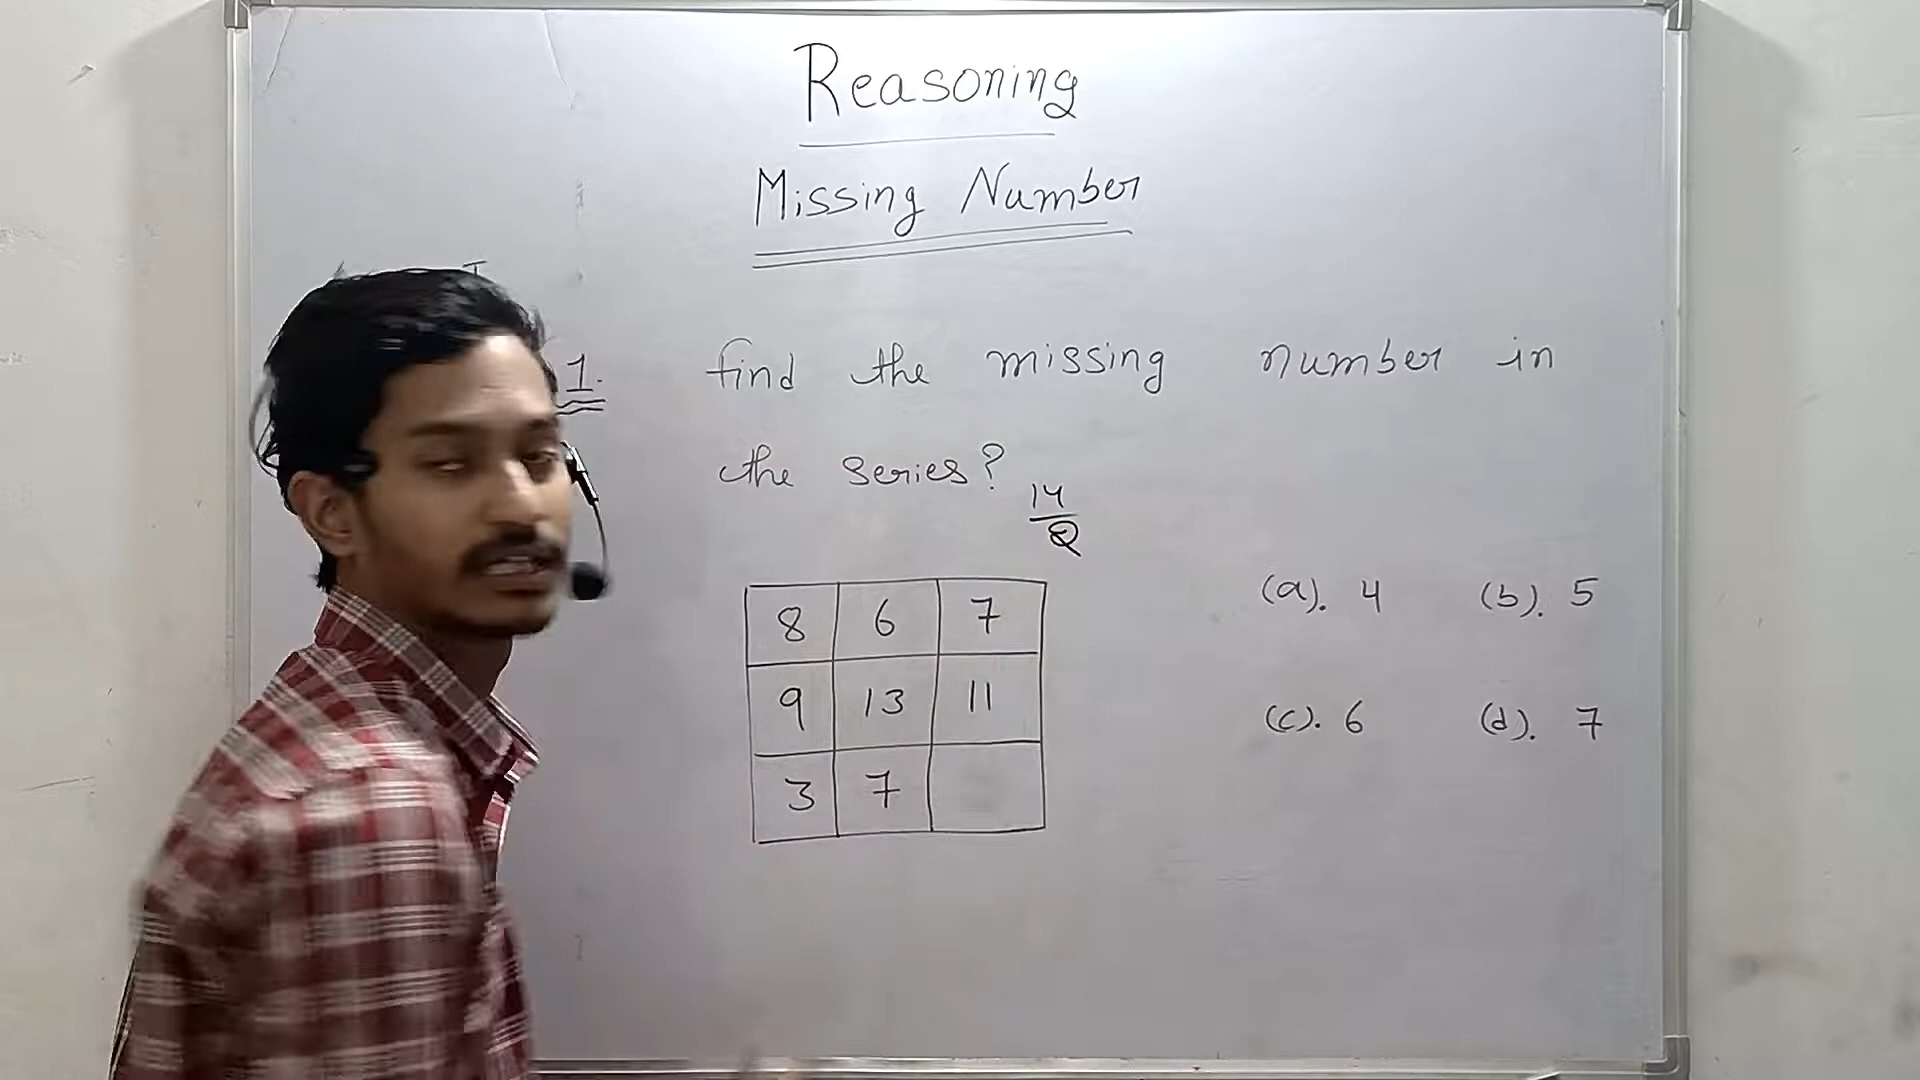 Reasoning
Missing Number
1. find the missing number in
the series?
14
2
8 6 7
9 13 11
3 7
(a). 4 (b). 5
(c). 6 (d). 7